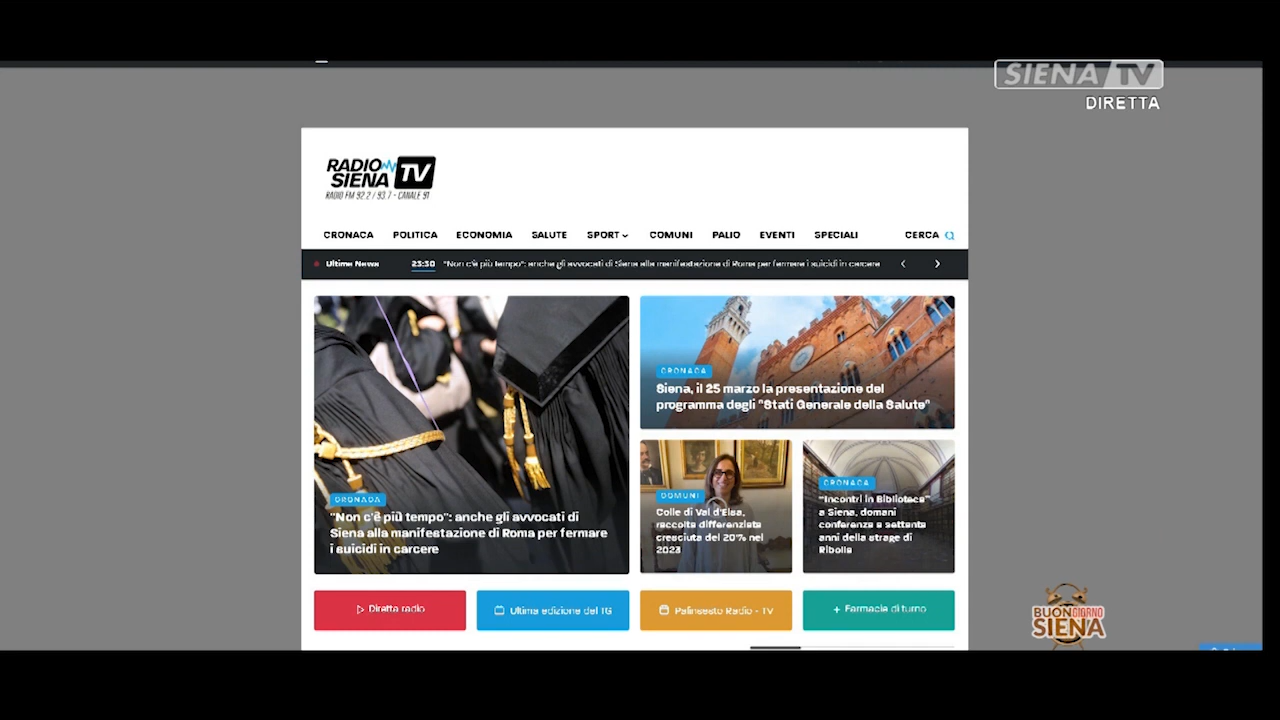 SIENA TV
DIRETTA
RADIO
SIENA TV
RADIO FM 92.2 / 93.7 - CANALE 91
CRONACA POLITICA ECONOMIA SALUTE SPORT COMUNI PALIO EVENTI SPECIALI CERCA
Ultime News 23:30 "Non c'è più tempo": anche gli avvocati di Siena alla manifestazione di Roma per fermare i suicidi in carcere
CRONACA
"Non c'è più tempo": anche gli avvocati di
Siena alla manifestazione di Roma per fermare
i suicidi in carcere
CRONACA
Siena, il 25 marzo la presentazione del
programma degli "Stati Generale della Salute"
COMUNI
Colle di Val d'Elsa,
raccolta differenziata
cresciuta del 20% nel
2023
CRONACA
"Incontri in Biblioteca"
a Siena, domani
conferenza a settanta
anni della strage di
Ribolla
Diretta radio
Ultima edizione del TG
Palinsesto Radio - TV
+ Farmacie di turno
BUONGIORNO
SIENA